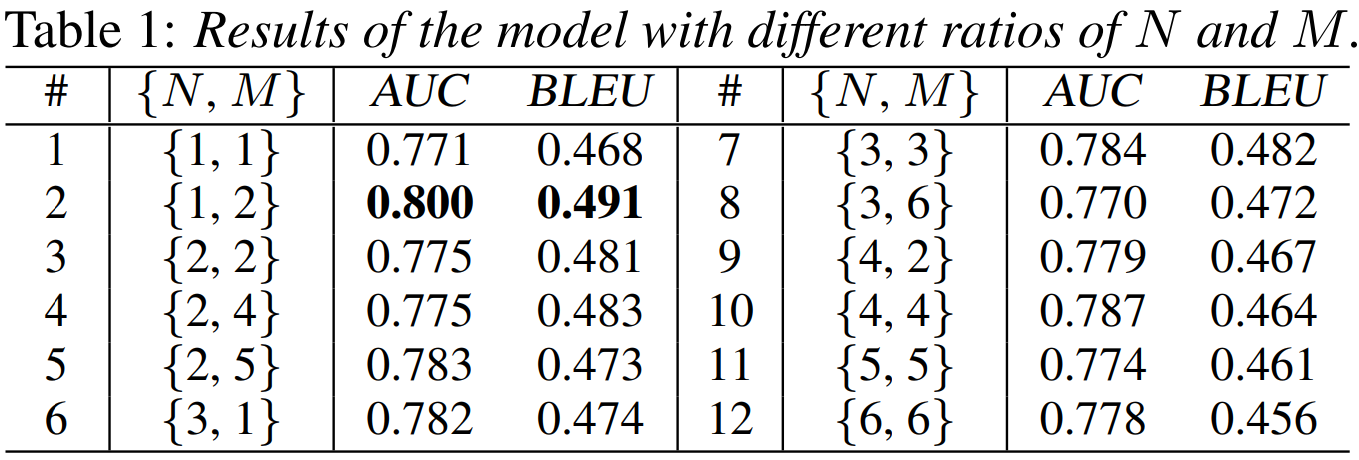 Table 1: Results of the model with different ratios of N and M.
# {N, M} AUC BLEU # {N, M} AUC BLEU
1 {1, 1} 0.771 0.468 7 {3, 3} 0.784 0.482
2 {1, 2} 0.800 0.491 8 {3, 6} 0.770 0.472
3 {2, 2} 0.775 0.481 9 {4, 2} 0.779 0.467
4 {2, 4} 0.775 0.483 10 {4, 4} 0.787 0.464
5 {2, 5} 0.783 0.473 11 {5, 5} 0.774 0.461
6 {3, 1} 0.782 0.474 12 {6, 6} 0.778 0.456